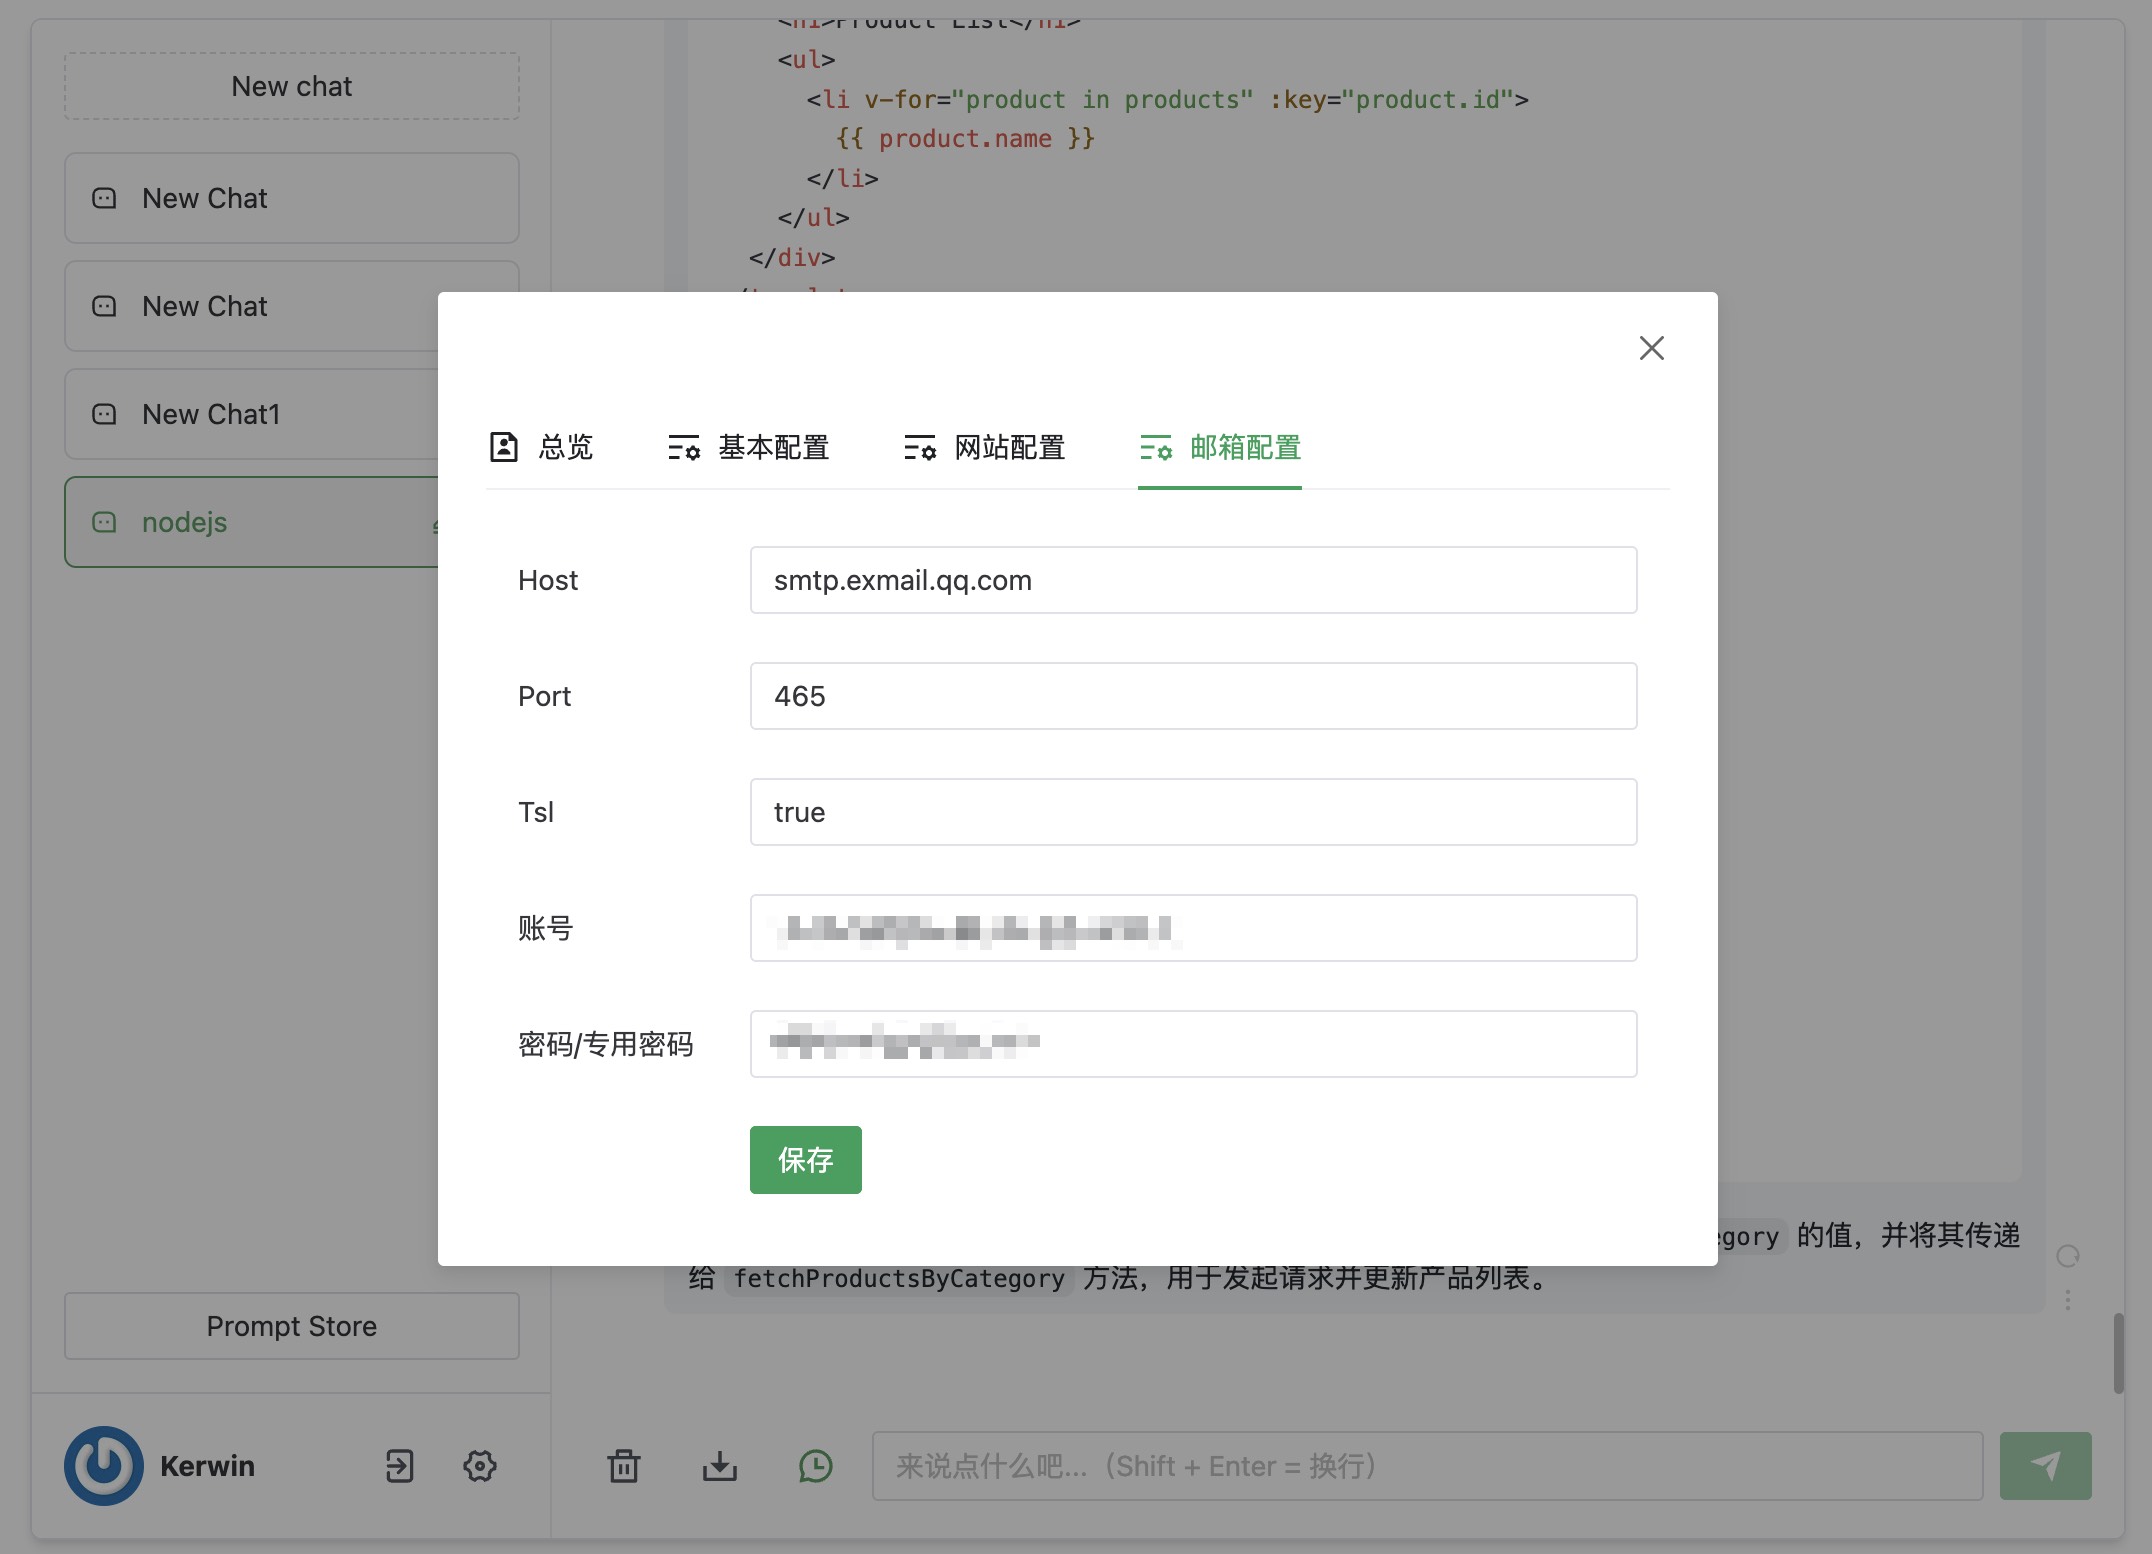 New chat
New Chat
New Chat
New Chat1
nodejs
Prompt Store
Kerwin
<h1>Product List</h1>
<ul>
<li v-for="product in products" :key="product.id">
{{ product.name }}
</li>
</ul>
</div>
总览
基本配置
网站配置
邮箱配置
Host
smtp.exmail.qq.com
Port
465
Tsl
true
账号
密码/专用密码
保存
的值，并将其传递
给 fetchProductsByCategory 方法，用于发起请求并更新产品列表。
来说点什么吧...（Shift + Enter = 换行）